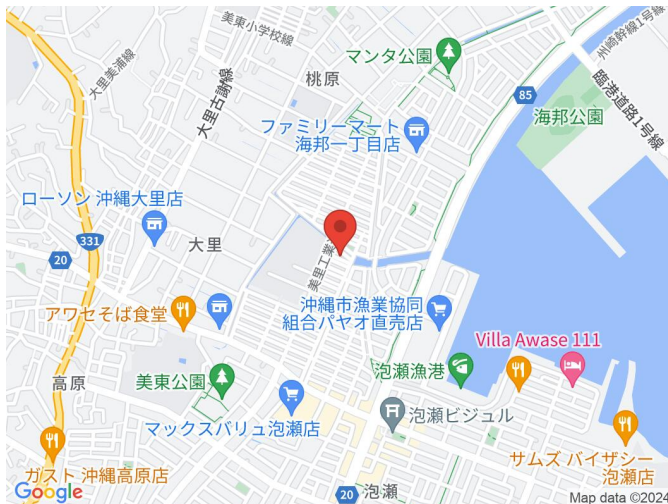 美東小学校線
マンタ公園
州崎幹線1号線
大里美浦線
桃原
大里古謝線
85
臨港道路1号線
海邦公園
ファミリーマート
海邦一丁目店
ローソン 沖縄大里店
331
大里
20
美里工業
沖縄市漁業協同
組合パヤオ直売店
アワセそば食堂
Villa Awase 111
泡瀬漁港
高原
美東公園
泡瀬ビジュル
マックスバリュ泡瀬店
サムズ バイザシー
泡瀬店
ガスト 沖縄高原店
20
泡瀬
Google
Map data ©2024